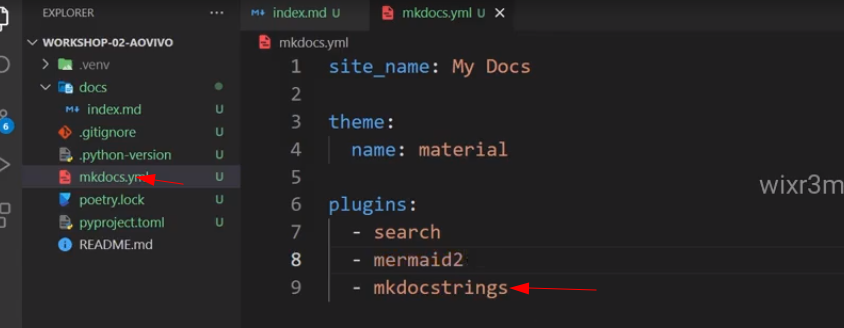 EXPLORER ...
WORKSHOP-02-AOVIVO
.venv
docs
index.md U
.gitignore U
.python-version U
mkdocs.yml U
poetry.lock U
pyproject.toml U
README.md
6
index.md U
mkdocs.yml U
mkdocs.yml
1 site_name: My Docs
2
3 theme:
4 name: material
5
6 plugins:
7 - search
8 - mermaid2
9 - mkdocstrings
wixr3m